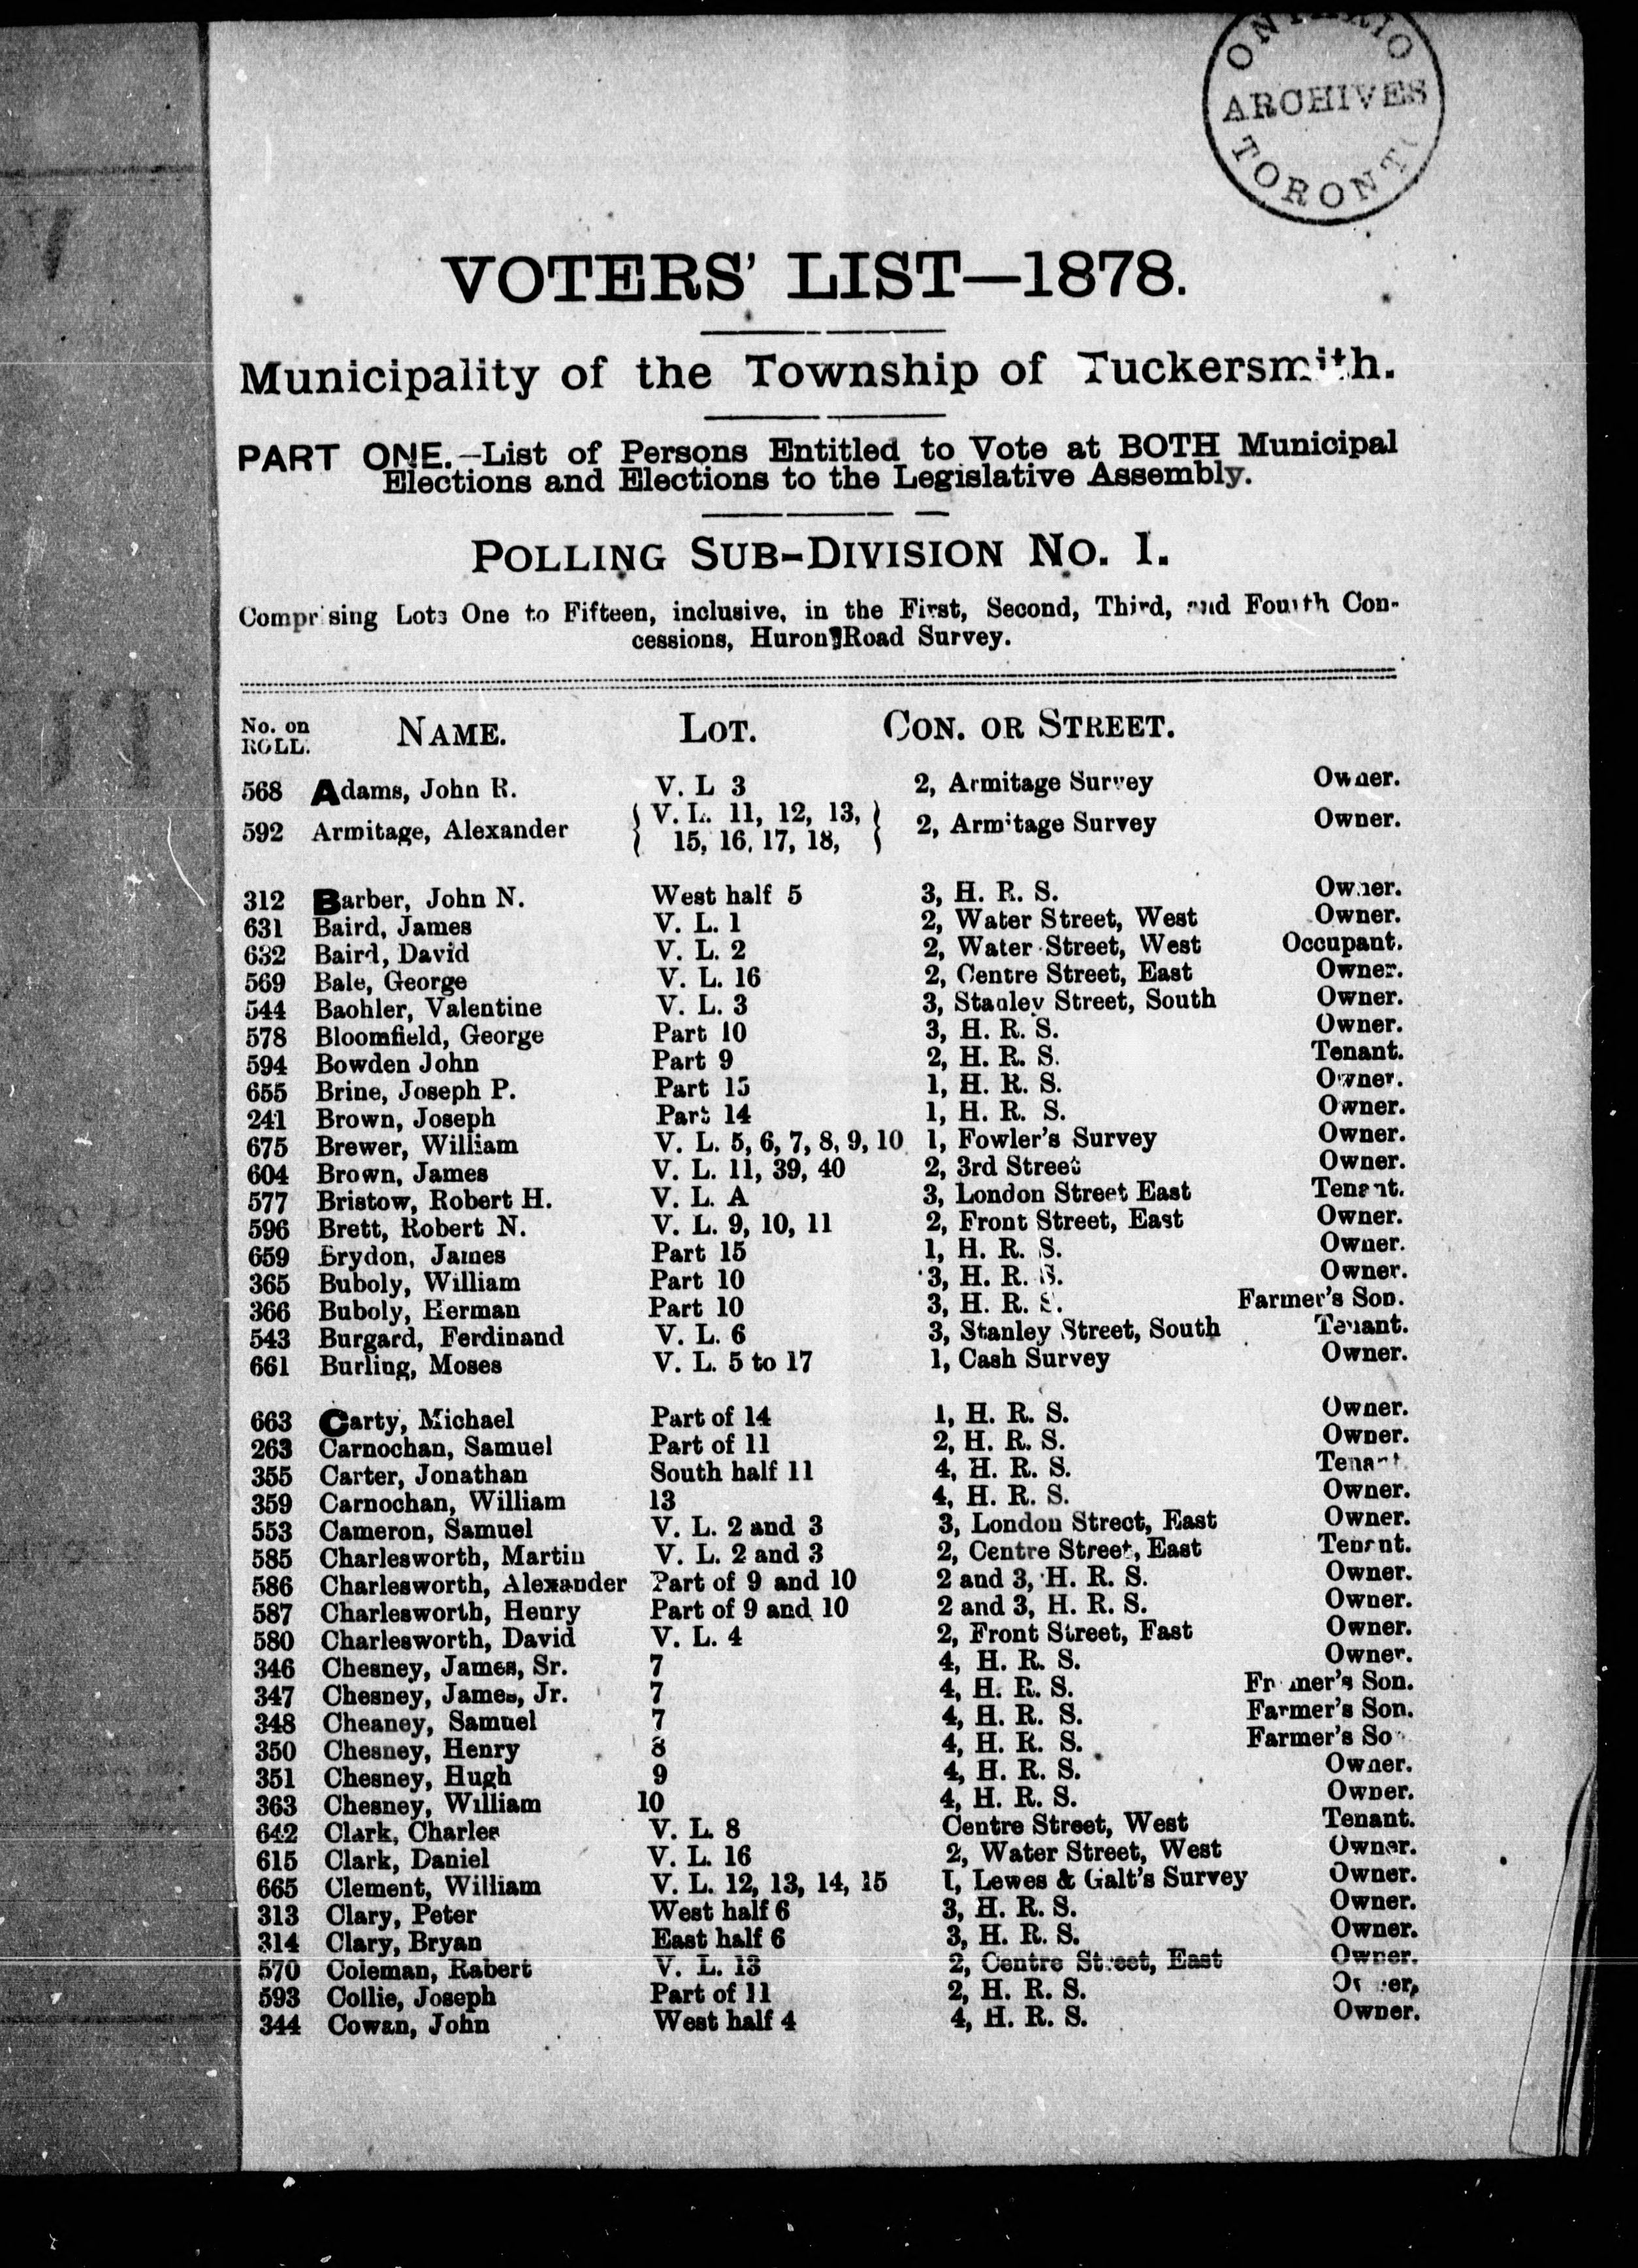 ONTARIO
ARCHIVES
TORONTO
VOTERS' LIST—1878.
Municipality of the Township of Tuckersmith.
PART ONE.—List of Persons Entitled to Vote at BOTH Municipal
Elections and Elections to the Legislative Assembly.
POLLING SUB-DIVISION No. 1.
Comprising Lots One to Fifteen, inclusive, in the First, Second, Third, and Fourth Con-
cessions, Huron Road Survey.
No. on ROLL. NAME. LOT. CON. OR STREET.
568 Adams, John R. V. L 3 2, Armitage Survey Owner.
592 Armitage, Alexander { V. L. 11, 12, 13, 15, 16, 17, 18, } 2, Armitage Survey Owner.
312 Barber, John N. West half 5 3, H. R. S. Owner.
631 Baird, James V. L. 1 2, Water Street, West Owner.
632 Baird, David V. L. 2 2, Water Street, West Occupant.
569 Bale, George V. L. 16 2, Centre Street, East Owner.
544 Baohler, Valentine V. L. 3 3, Stanley Street, South Owner.
578 Bloomfield, George Part 10 3, H. R. S. Owner.
594 Bowden John Part 9 2, H. R. S. Tenant.
655 Brine, Joseph P. Part 15 1, H. R. S. Owner.
241 Brown, Joseph Part 14 1, H. R. S. Owner.
675 Brewer, William V. L. 5, 6, 7, 8, 9, 10 1, Fowler's Survey Owner.
604 Brown, James V. L. 11, 39, 40 2, 3rd Street Owner.
577 Bristow, Robert H. V. L. A 3, London Street East Tenant.
596 Brett, Robert N. V. L. 9, 10, 11 2, Front Street, East Owner.
659 Brydon, James Part 15 1, H. R. S. Owner.
365 Buboly, William Part 10 3, H. R. S. Owner.
366 Buboly, Herman Part 10 3, H. R. S. Farmer's Son.
543 Burgard, Ferdinand V. L. 6 3, Stanley Street, South Tenant.
661 Burling, Moses V. L. 5 to 17 1, Cash Survey Owner.
663 Carty, Michael Part of 14 1, H. R. S. Owner.
263 Carnochan, Samuel Part of 11 2, H. R. S. Owner.
355 Carter, Jonathan South half 11 4, H. R. S. Tenant.
359 Carnochan, William 13 4, H. R. S. Owner.
553 Cameron, Samuel V. L. 2 and 3 3, London Street, East Owner.
585 Charlesworth, Martin V. L. 2 and 3 2, Centre Street, East Tenant.
586 Charlesworth, Alexander Part of 9 and 10 2 and 3, H. R. S. Owner.
587 Charlesworth, Henry Part of 9 and 10 2 and 3, H. R. S. Owner.
580 Charlesworth, David V. L. 4 2, Front Street, East Owner.
346 Chesney, James, Sr. 7 4, H. R. S. Owner.
347 Chesney, James, Jr. 7 4, H. R. S. Farmer's Son.
348 Cheaney, Samuel 7 4, H. R. S. Farmer's Son.
350 Chesney, Henry 8 4, H. R. S. Farmer's Son
351 Chesney, Hugh 9 4, H. R. S. Owner.
363 Chesney, William 10 4, H. R. S. Owner.
642 Clark, Charles V. L. 8 Centre Street, West Tenant.
615 Clark, Daniel V. L. 16 2, Water Street, West Owner.
665 Clement, William V. L. 12, 13, 14, 15 1, Lewes & Galt's Survey Owner.
313 Clary, Peter West half 6 3, H. R. S. Owner.
314 Clary, Bryan East half 6 3, H. R. S. Owner.
570 Coleman, Rabert V. L. 13 2, Centre Street, East Owner.
593 Collie, Joseph Part of 11 2, H. R. S. Owner,
344 Cowan, John West half 4 4, H. R. S. Owner.